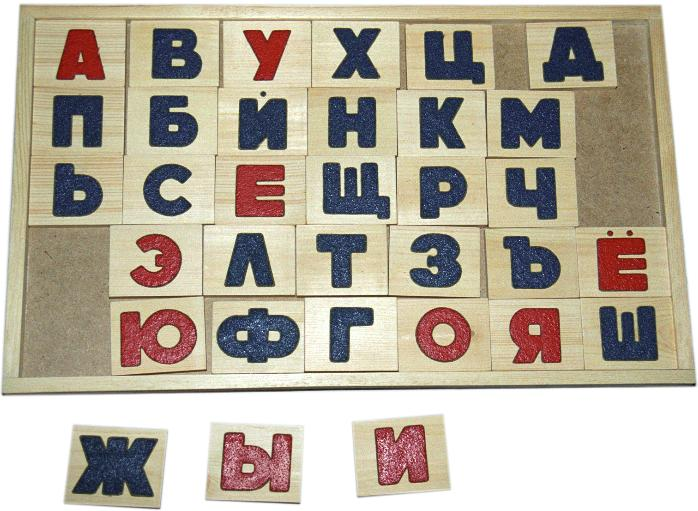 А В У Х Ц Д
П Б Й Н К М
Ь С Е Щ Р Ч
Э Л Т З Ъ Ё
Ю Ф Г О Я Ш
Ж Ы И